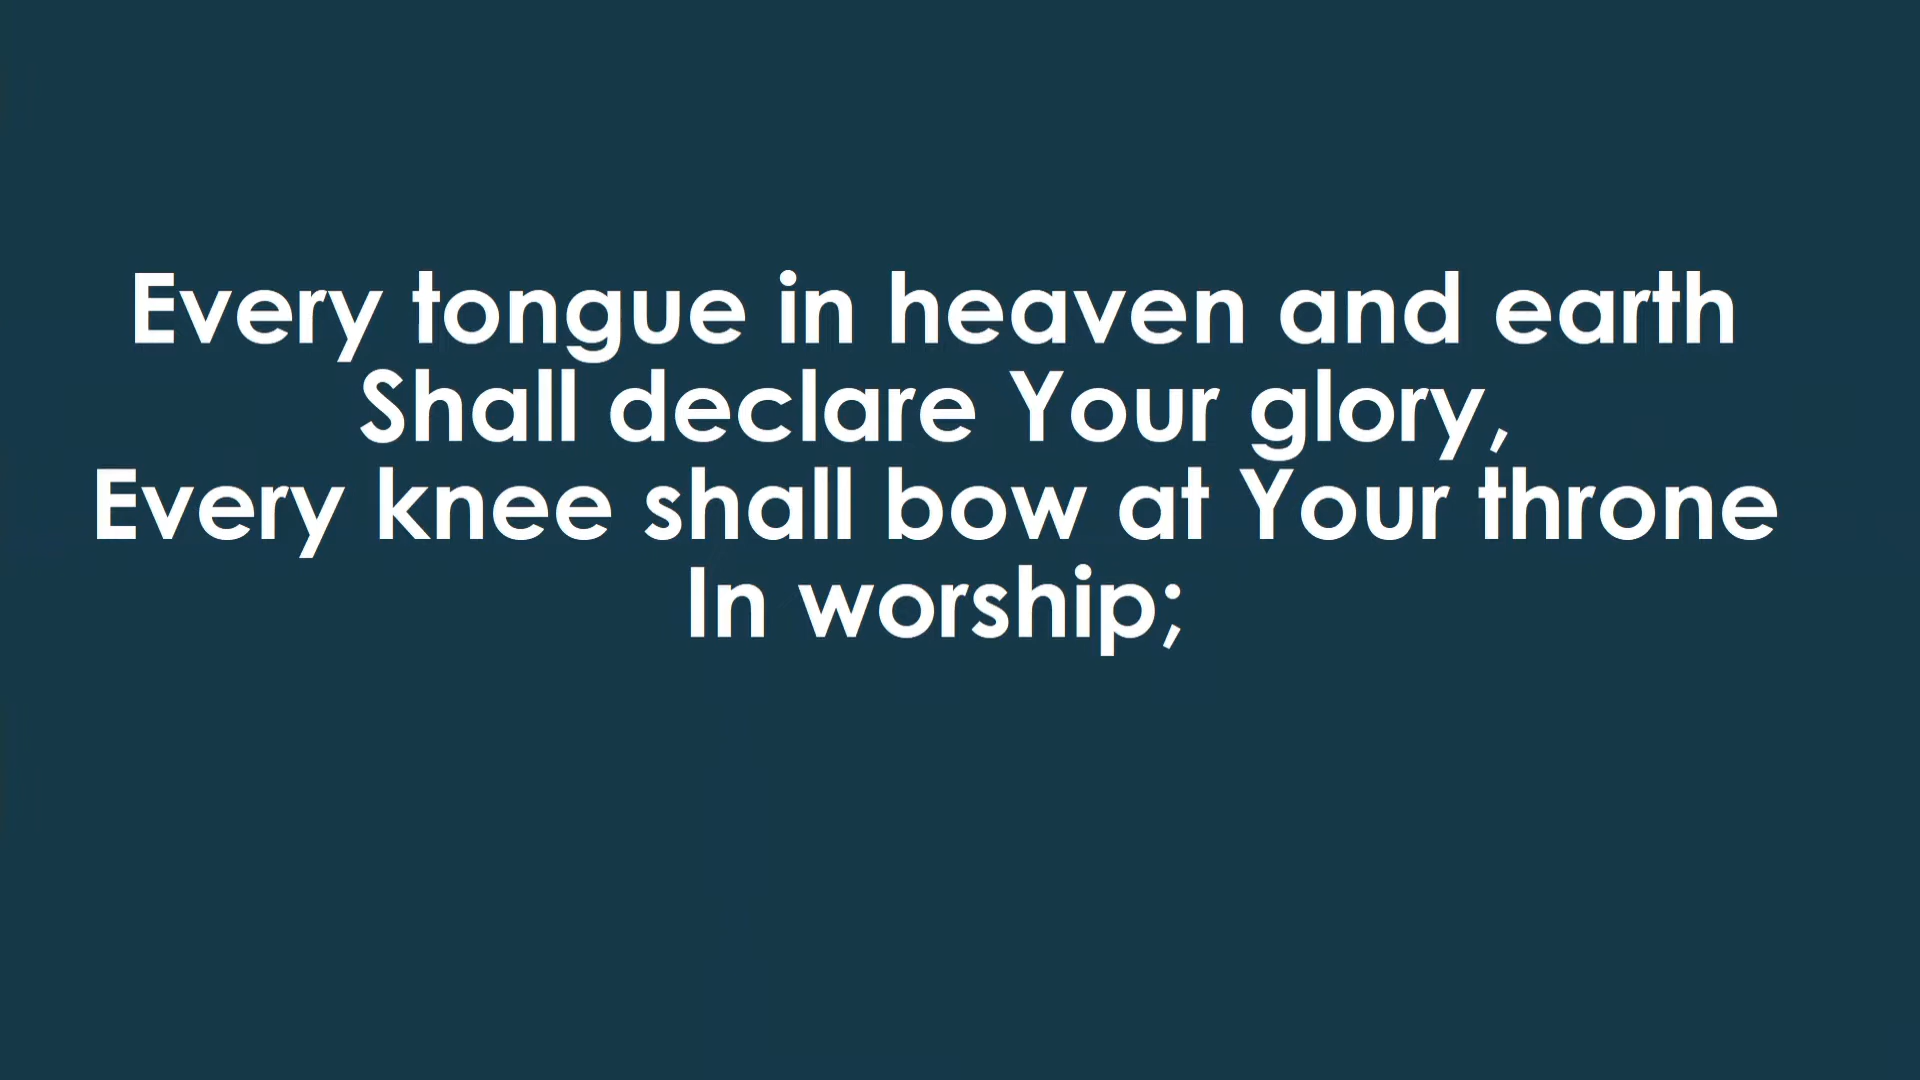 Every tongue in heaven and earth
Shall declare Your glory,
Every knee shall bow at Your throne
In worship;